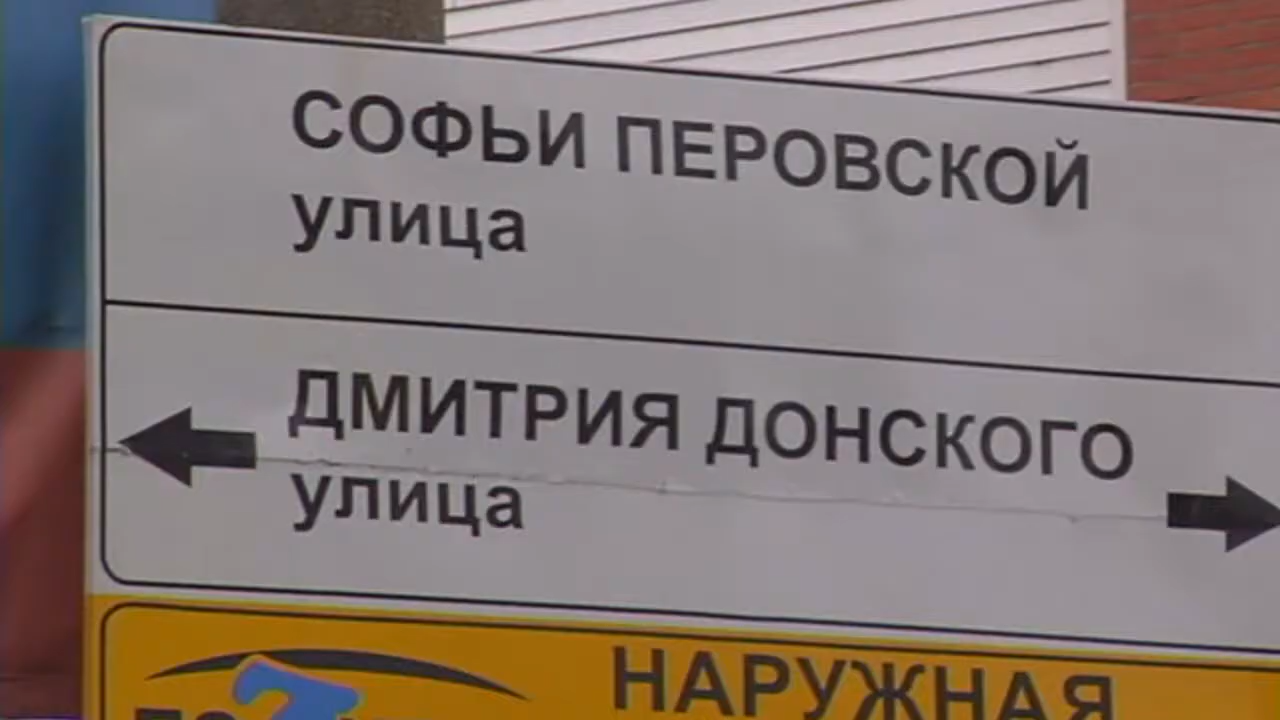 СОФЬИ ПЕРОВСКОЙ
улица
ДМИТРИЯ ДОНСКОГО
улица
НАРУЖНАЯ